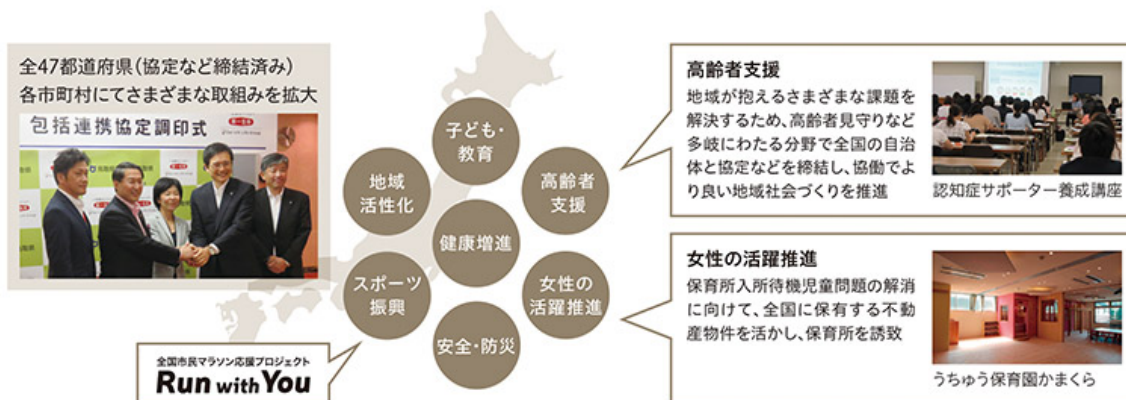 全47都道府県(協定など締結済み)
各市町村にてさまざまな取組みを拡大
包括連携協定調印式
子ども・
教育
地域
活性化
高齢者
支援
健康増進
スポーツ
振興
女性の
活躍推進
安全・防災
全国市民マラソン応援プロジェクト
Run with You
高齢者支援
地域が抱えるさまざまな課題を
解決するため、高齢者見守りなど
多岐にわたる分野で全国の自治
体と協定などを締結し、協働でよ
り良い地域社会づくりを推進
認知症サポーター養成講座
女性の活躍推進
保育所入所待機児童問題の解消
に向けて、全国に保有する不動
産物件を活かし、保育所を誘致
うちゅう保育園かまくら